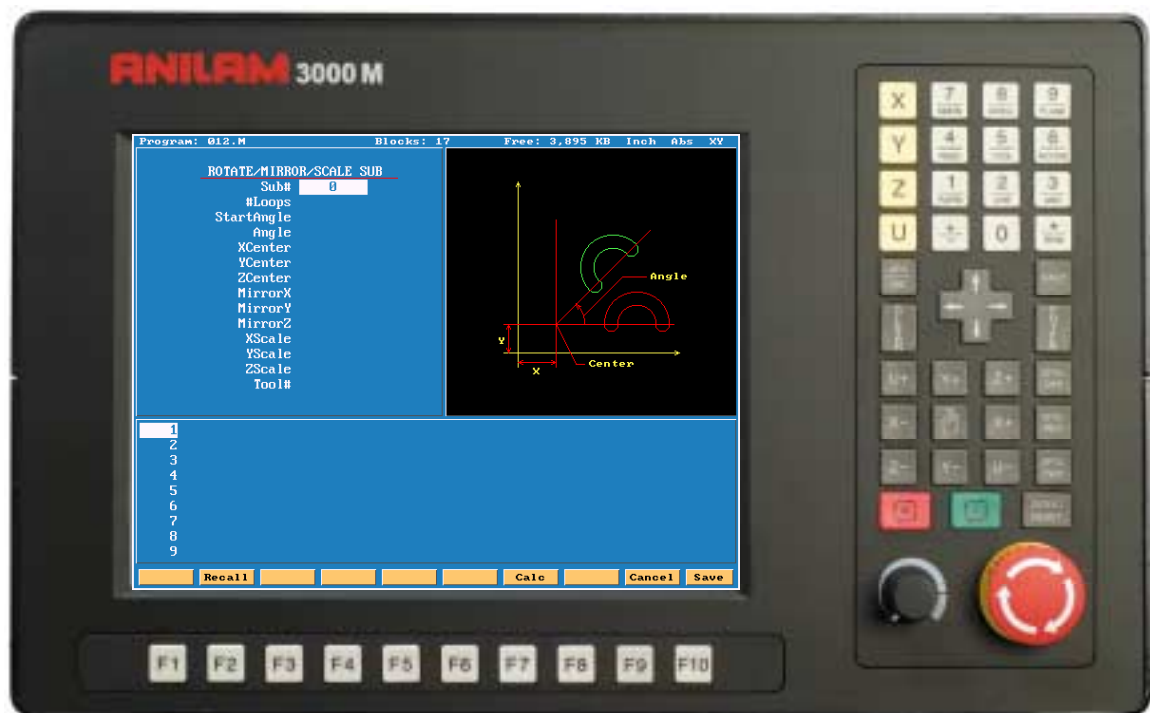 ANILAM 3000 M
Program: 012.M Blocks: 17 Free: 3,895 KB Inch Abs XY
ROTATE/MIRROR/SCALE SUB
Sub# 0
#Loops
StartAngle
Angle
XCenter
YCenter
ZCenter
MirrorX
MirrorY
MirrorZ
XScale
YScale
ZScale
Tool#
Angle
Y
Center
X
1
2
3
4
5
6
7
8
9
Recall Calc Cancel Save
F1 F2 F3 F4 F5 F6 F7 F8 F9 F10
X 7 8 9
Y 4 5 6
Z 1 2 3
U 0